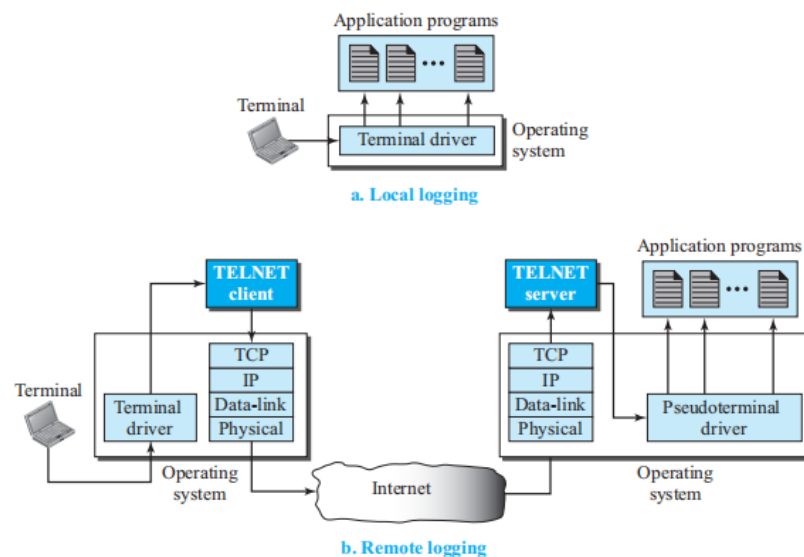 Application programs
Terminal
Terminal driver
Operating
system
a. Local logging
Application programs
TELNET
client
TELNET
server
Terminal
Terminal
driver
TCP
IP
Data-link
Physical
Operating
system
Internet
TCP
IP
Data-link
Physical
Pseudoterminal
driver
Operating
system
b. Remote logging